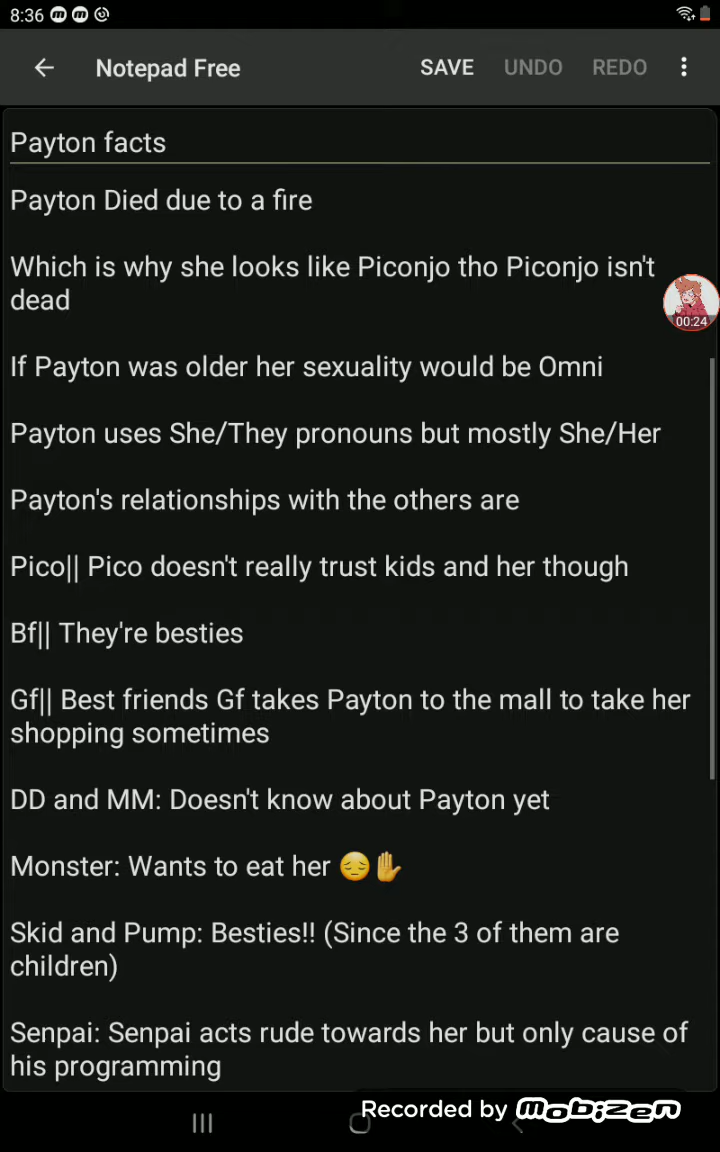 8:36
Notepad Free SAVE UNDO REDO
Payton facts
Payton Died due to a fire
Which is why she looks like Piconjo tho Piconjo isn't
dead
00:24
If Payton was older her sexuality would be Omni
Payton uses She/They pronouns but mostly She/Her
Payton's relationships with the others are
Pico|| Pico doesn't really trust kids and her though
Bf|| They're besties
Gf|| Best friends Gf takes Payton to the mall to take her
shopping sometimes
DD and MM: Doesn't know about Payton yet
Monster: Wants to eat her 😔✋
Skid and Pump: Besties!! (Since the 3 of them are
children)
Senpai: Senpai acts rude towards her but only cause of
his programming
Recorded by mobizen